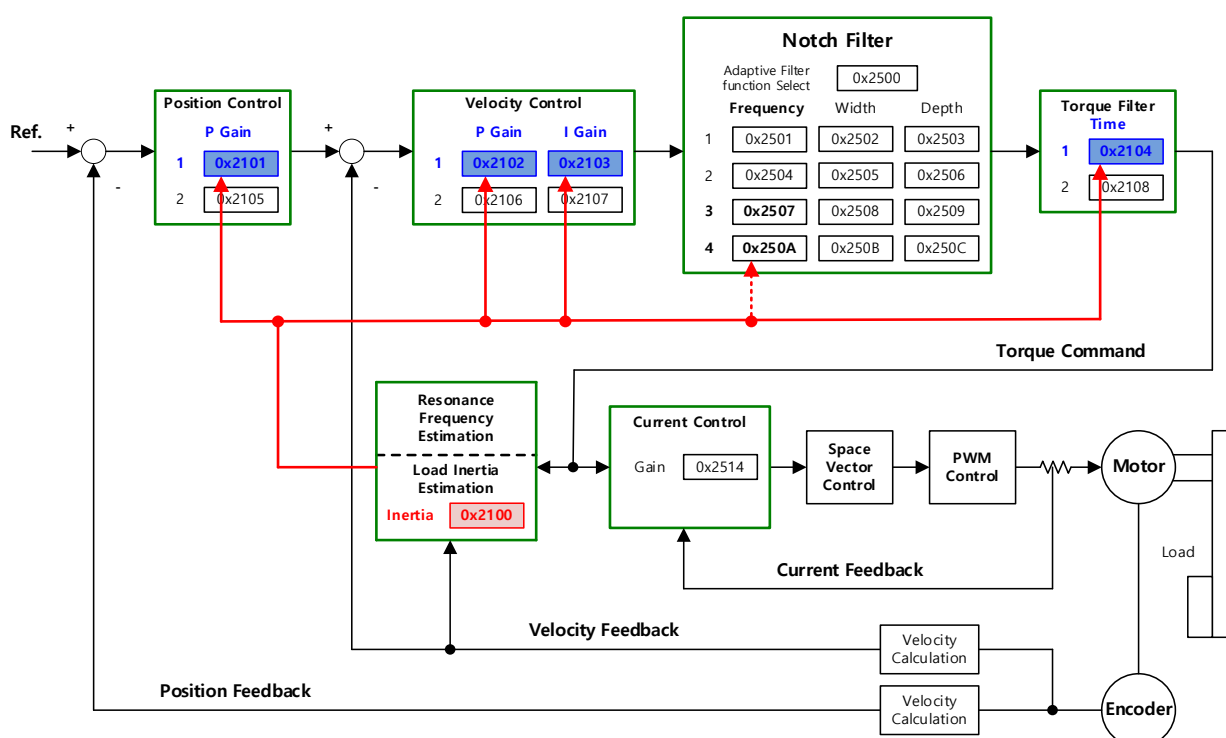 Notch Filter
Adaptive Filter
function Select
0x2500
Frequency Width Depth
1 0x2501 0x2502 0x2503
2 0x2504 0x2505 0x2506
3 0x2507 0x2508 0x2509
4 0x250A 0x250B 0x250C
Ref.
+
-
Position Control
P Gain
1 0x2101
2 0x2105
+
-
Velocity Control
P Gain I Gain
1 0x2102 0x2103
2 0x2106 0x2107
Torque Filter
Time
1 0x2104
2 0x2108
Torque Command
Resonance
Frequency
Estimation
Load Inertia
Estimation
Inertia 0x2100
Current Control
Gain 0x2514
Space
Vector
Control
PWM
Control
Motor
Load
Current Feedback
Velocity Feedback
Velocity
Calculation
Position Feedback
Velocity
Calculation
Encoder